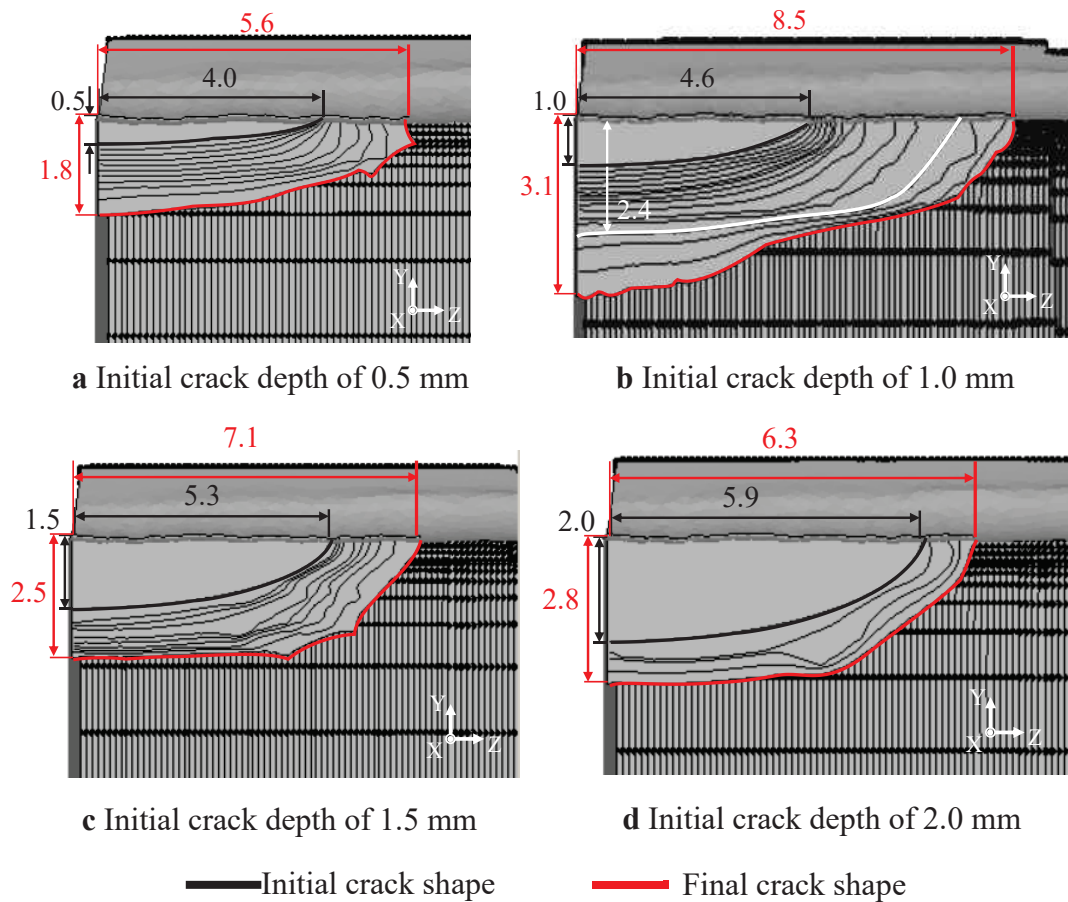 5.6
4.0
0.5
1.8
Y
X Z
a Initial crack depth of 0.5 mm
8.5
4.6
1.0
3.1
2.4
Y
X Z
b Initial crack depth of 1.0 mm
7.1
5.3
1.5
2.5
Y
X Z
c Initial crack depth of 1.5 mm
6.3
5.9
2.0
2.8
Y
X Z
d Initial crack depth of 2.0 mm
Initial crack shape Final crack shape